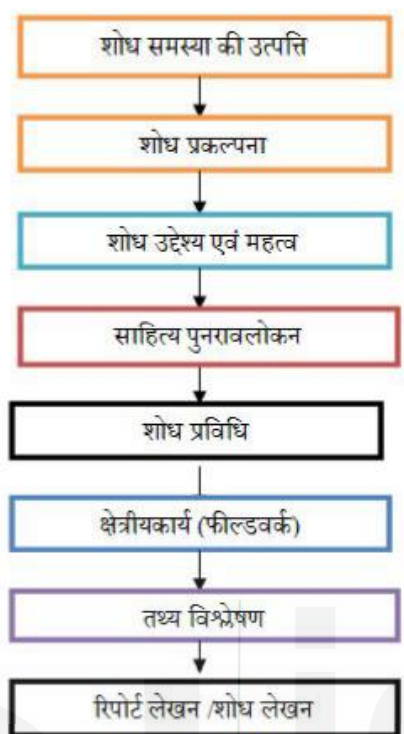 शोध समस्या की उत्पत्ति
शोध प्रकल्पना
शोध उद्देश्य एवं महत्व
साहित्य पुनरावलोकन
शोध प्रविधि
क्षेत्रीयकार्य (फील्डवर्क)
तथ्य विश्लेषण
रिपोर्ट लेखन /शोध लेखन